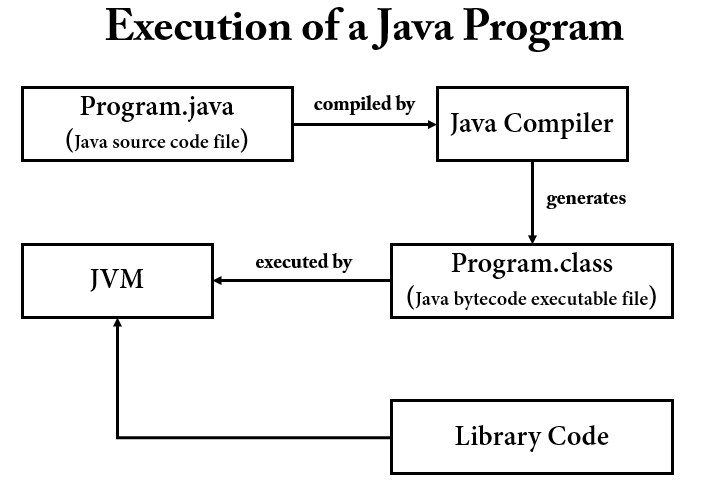 Execution of a Java Program
Program.java
(Java source code file)
compiled by
Java Compiler
generates
JVM
executed by
Program.class
(Java bytecode executable file)
Library Code